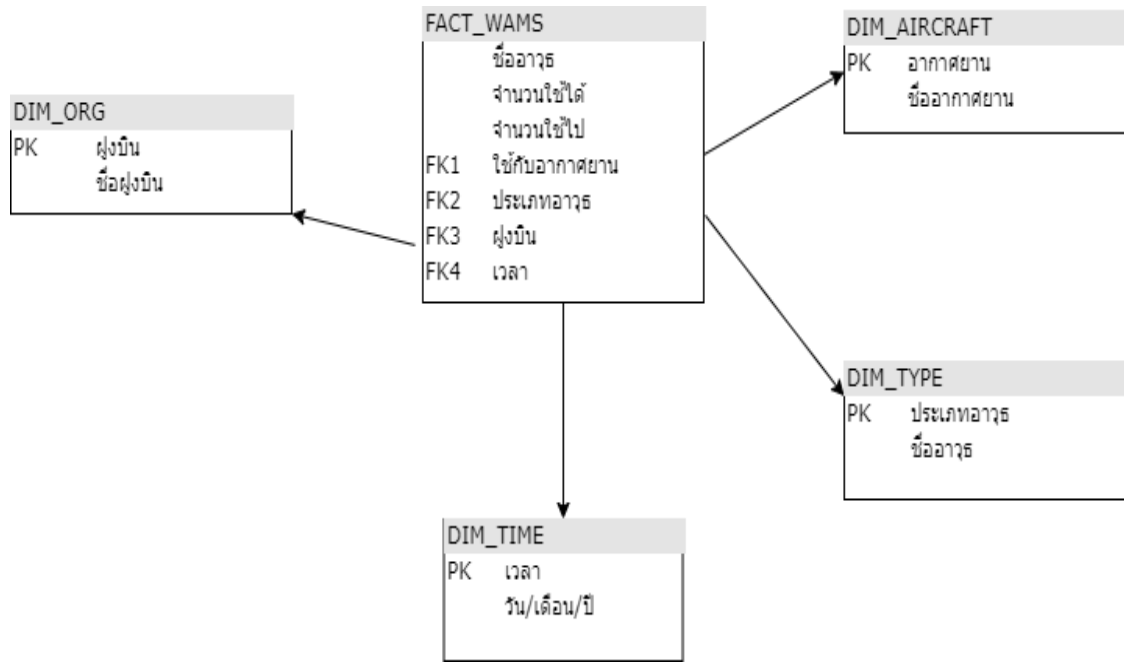 FACT_WAMS
ชื่ออาวุธ
จำนวนใช้ได้
จำนวนใช้ไป
FK1 ใช้กับอากาศยาน
FK2 ประเภทอาวุธ
FK3 ฝูงบิน
FK4 เวลา
DIM_AIRCRAFT
PK อากาศยาน
ชื่ออากาศยาน
DIM_ORG
PK ฝูงบิน
ชื่อฝูงบิน
DIM_TYPE
PK ประเภทอาวุธ
ชื่ออาวุธ
DIM_TIME
PK เวลา
วัน/เดือน/ปี